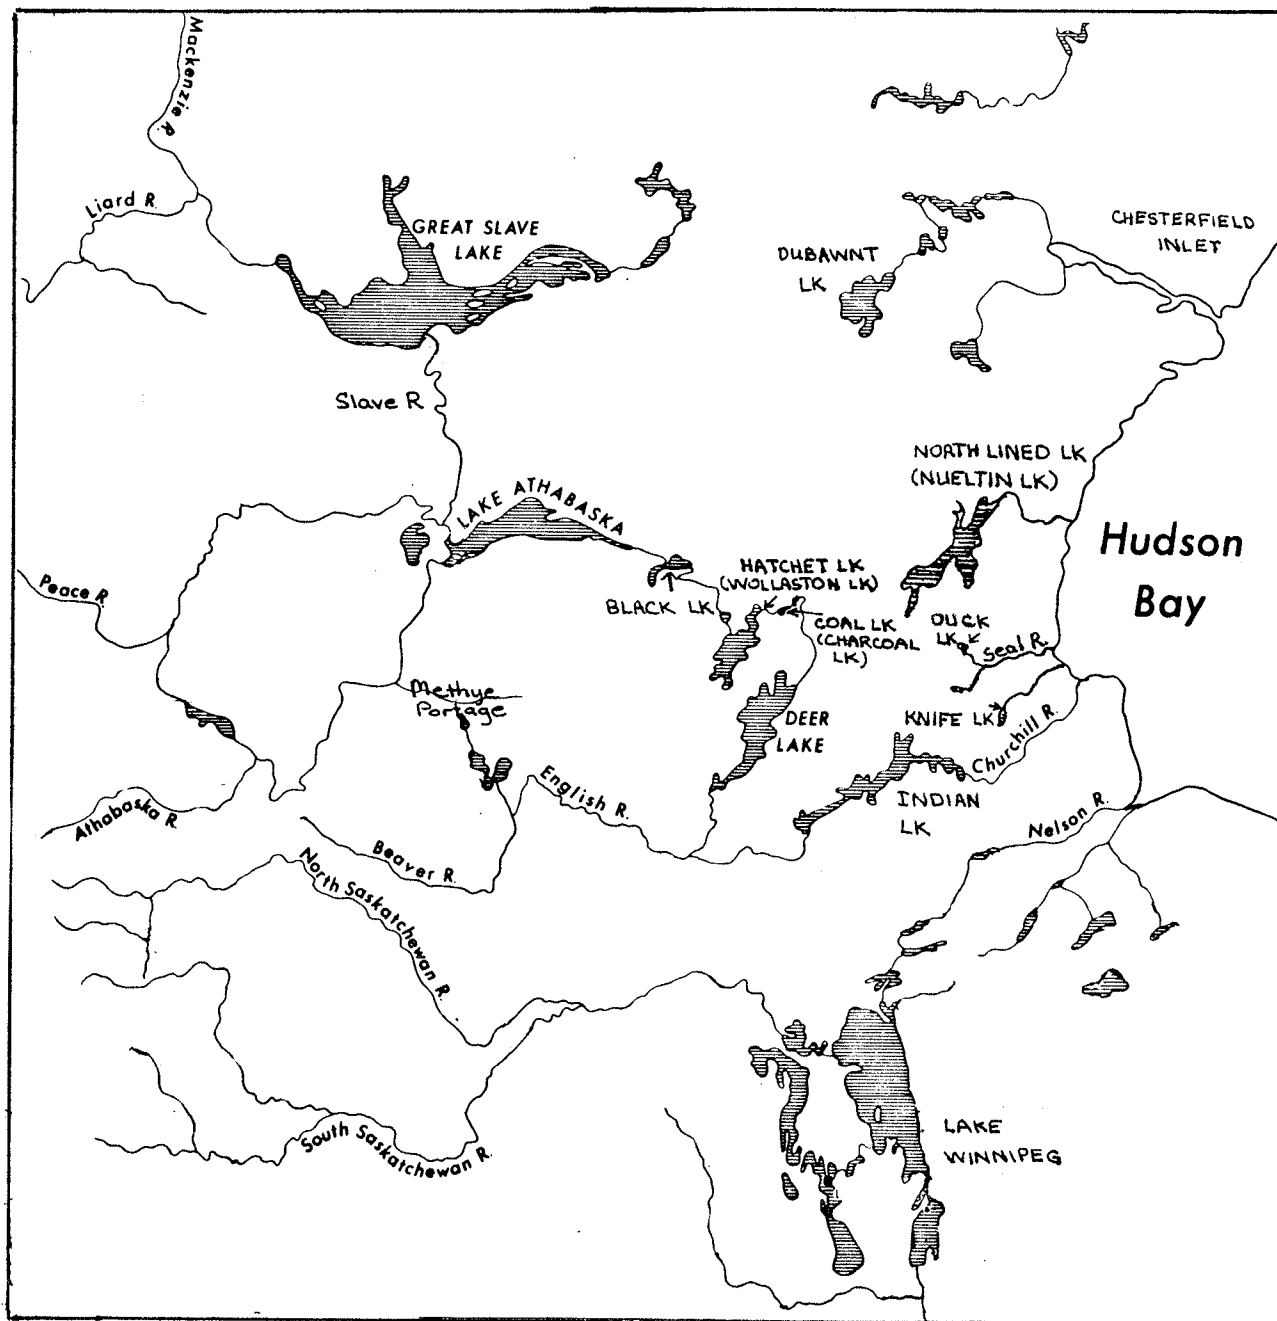 Mackenzie R.
Liard R.
GREAT SLAVE
LAKE
CHESTERFIELD
INLET
DUBAWNT
LK
Slave R
NORTH LINED LK
(NUELTIN LK)
LAKE ATHABASKA
Hudson
Bay
HATCHET LK
(WOLLASTON LK)
Peace R.
BLACK LK
COAL LK
(CHARCOAL
LK)
DUCK
LK
Seal R.
Methye
Portage
KNIFE LK
DEER
LAKE
Churchill R.
English R.
INDIAN
LK
Athabaska R.
Nelson R.
Beaver R.
North Saskatchewan R.
South Saskatchewan R.
LAKE
WINNIPEG